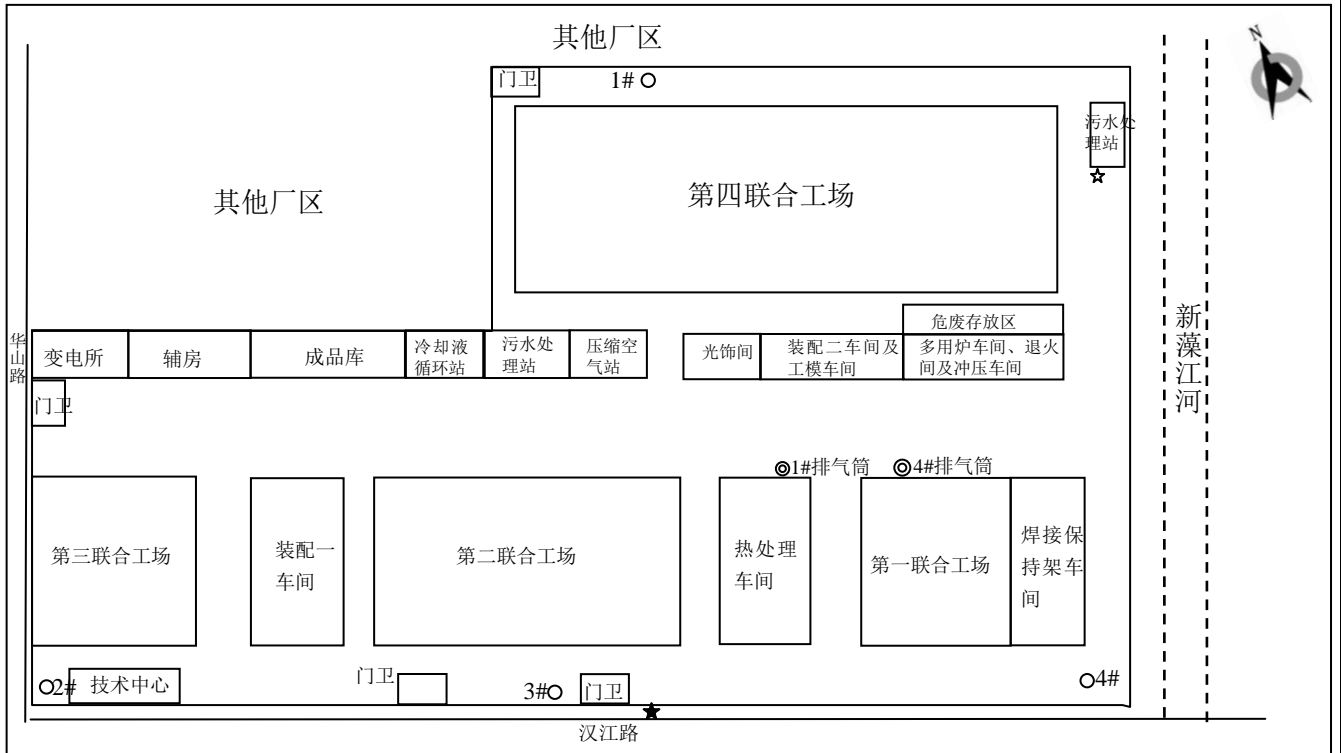 其他厂区
N
门卫
1#
污水处
理站
其他厂区
第四联合工场
危废存放区
华山路
变电所
辅房
成品库
冷却液
循环站
污水处
理站
压缩空
气站
光饰间
装配二车间及
工模车间
多用炉车间、退火
间及冲压车间
新藻江河
门卫
1#排气筒
4#排气筒
第三联合工场
装配一
车间
第二联合工场
热处理
车间
第一联合工场
焊接保
持架车
间
2#
技术中心
门卫
3#
门卫
4#
汉江路